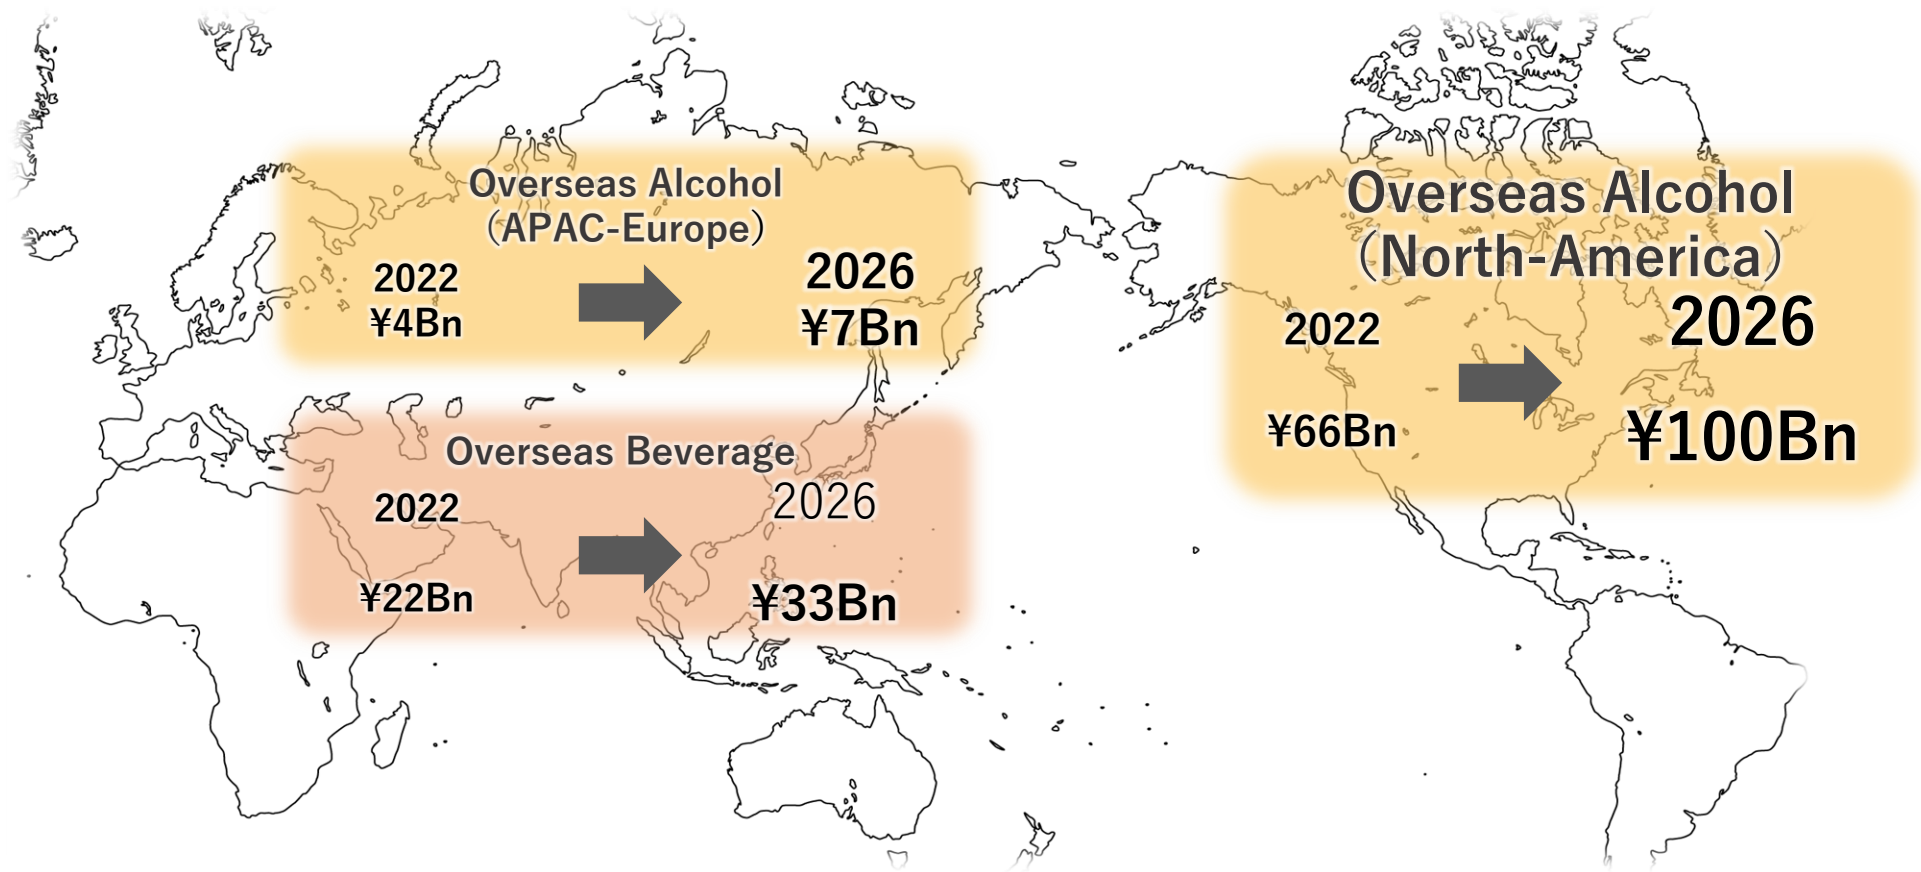 Overseas Alcohol
（APAC-Europe）
2022
¥4Bn
2026
¥7Bn
Overseas Beverage
2022
¥22Bn
2026
¥33Bn
Overseas Alcohol
（North-America）
2022
¥66Bn
2026
¥100Bn